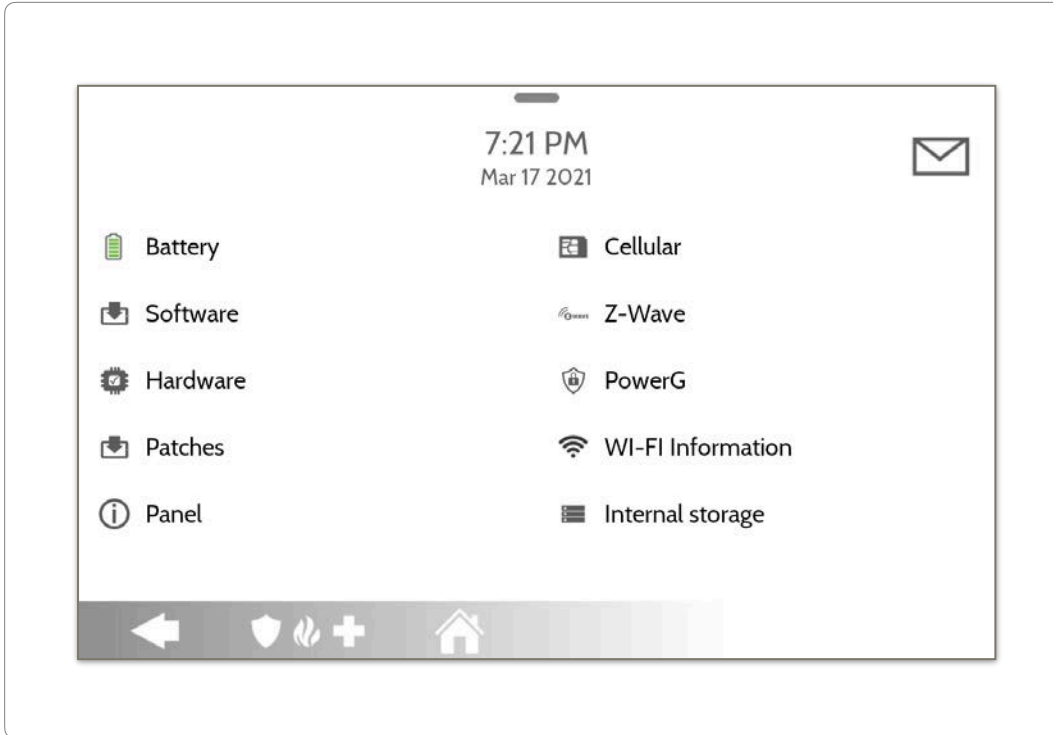 7:21 PM
Mar 17 2021
Battery
Cellular
Software
Z-Wave
Hardware
PowerG
Patches
WI-FI Information
Panel
Internal storage